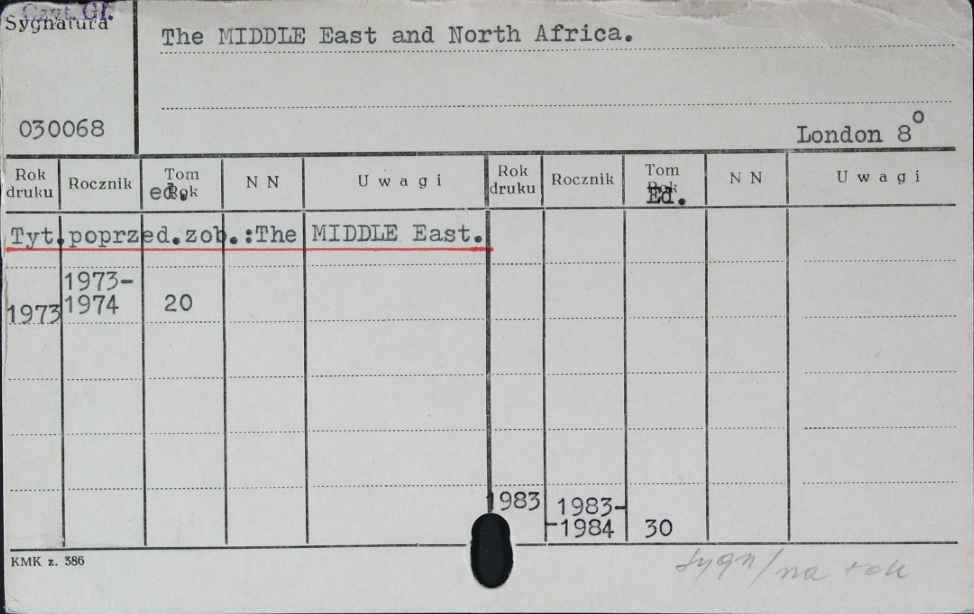 Czyt. Gł.
Sygnatura
The MIDDLE East and North Africa.
030068
London 8°
Rok druku Rocznik Tom Rok ed. N N U w a g i Rok druku Rocznik Tom Rok Ed. N N U w a g i
Tyt.poprzed.zob.:The MIDDLE East.
1973 1973-1974 20
1983 1983--1984 30
KMK z. 386
sygn/na rok